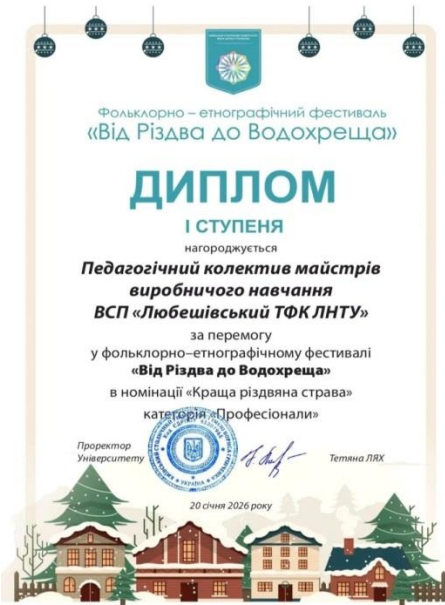 Фольклорно – етнографічний фестиваль
«Від Різдва до Водохреща»
ДИПЛОМ
І СТУПЕНЯ
нагороджується
Педагогічний колектив майстрів
виробничого навчання
ВСП «Любешівський ТФК ЛНТУ»
за перемогу
у фольклорно–етнографічному фестивалі
«Від Різдва до Водохреща»
в номінації «Краща різдвяна страва»
категорія «Професіонали»
Проректор
Університету
Тетяна ЛЯХ
20 січня 2026 року